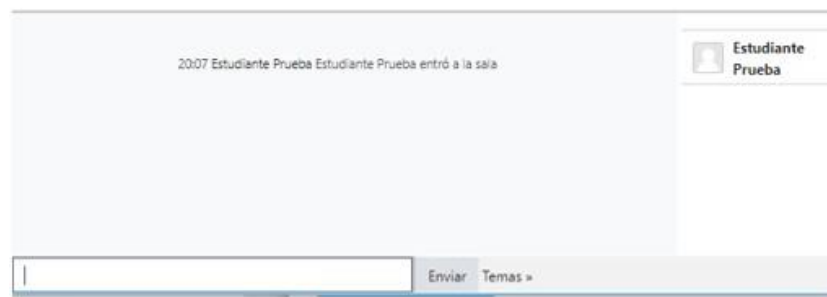 20:07 Estudiante Prueba Estudiante Prueba entró a la sala
Estudiante
Prueba
Enviar Temas »